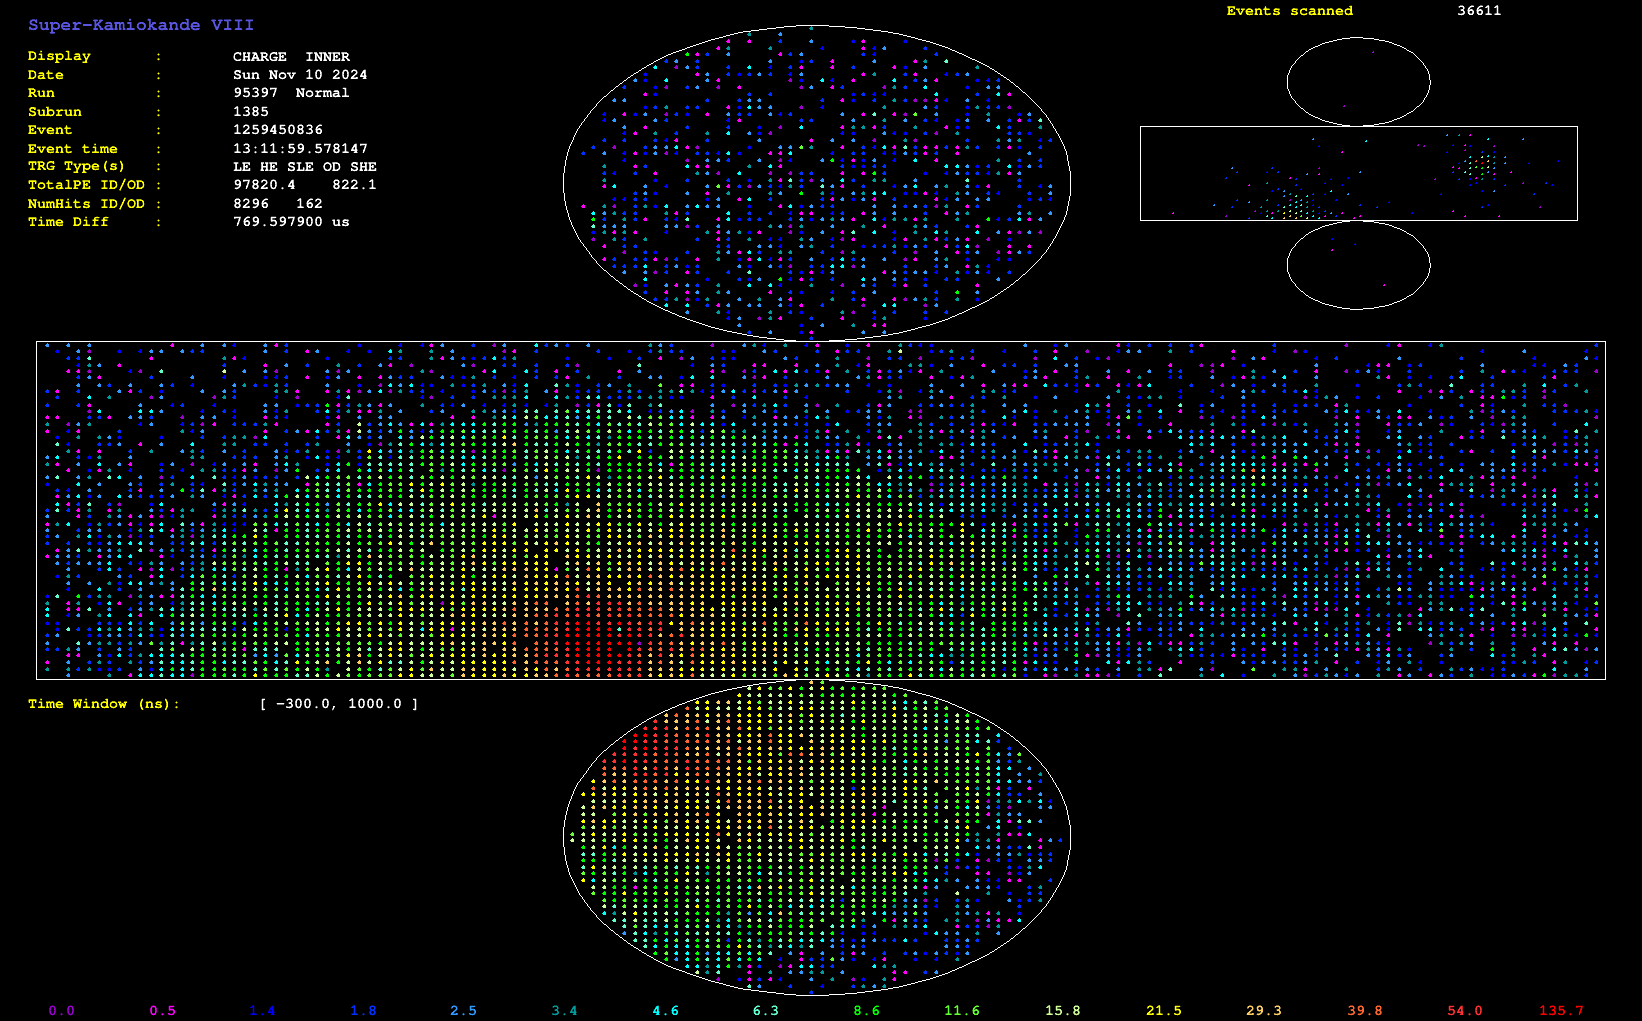 Super-Kamiokande VIII
Events scanned 36611
Display : CHARGE INNER
Date : Sun Nov 10 2024
Run : 95397 Normal
Subrun : 1385
Event : 1259450836
Event time : 13:11:59.578147
TRG Type(s) : LE HE SLE OD SHE
TotalPE ID/OD : 97820.4 822.1
NumHits ID/OD : 8296 162
Time Diff : 769.597900 us
Time Window (ns): [ -300.0, 1000.0 ]
0.0 0.5 1.4 1.8 2.5 3.4 4.6 6.3 8.6 11.6 15.8 21.5 29.3 39.8 54.0 135.7